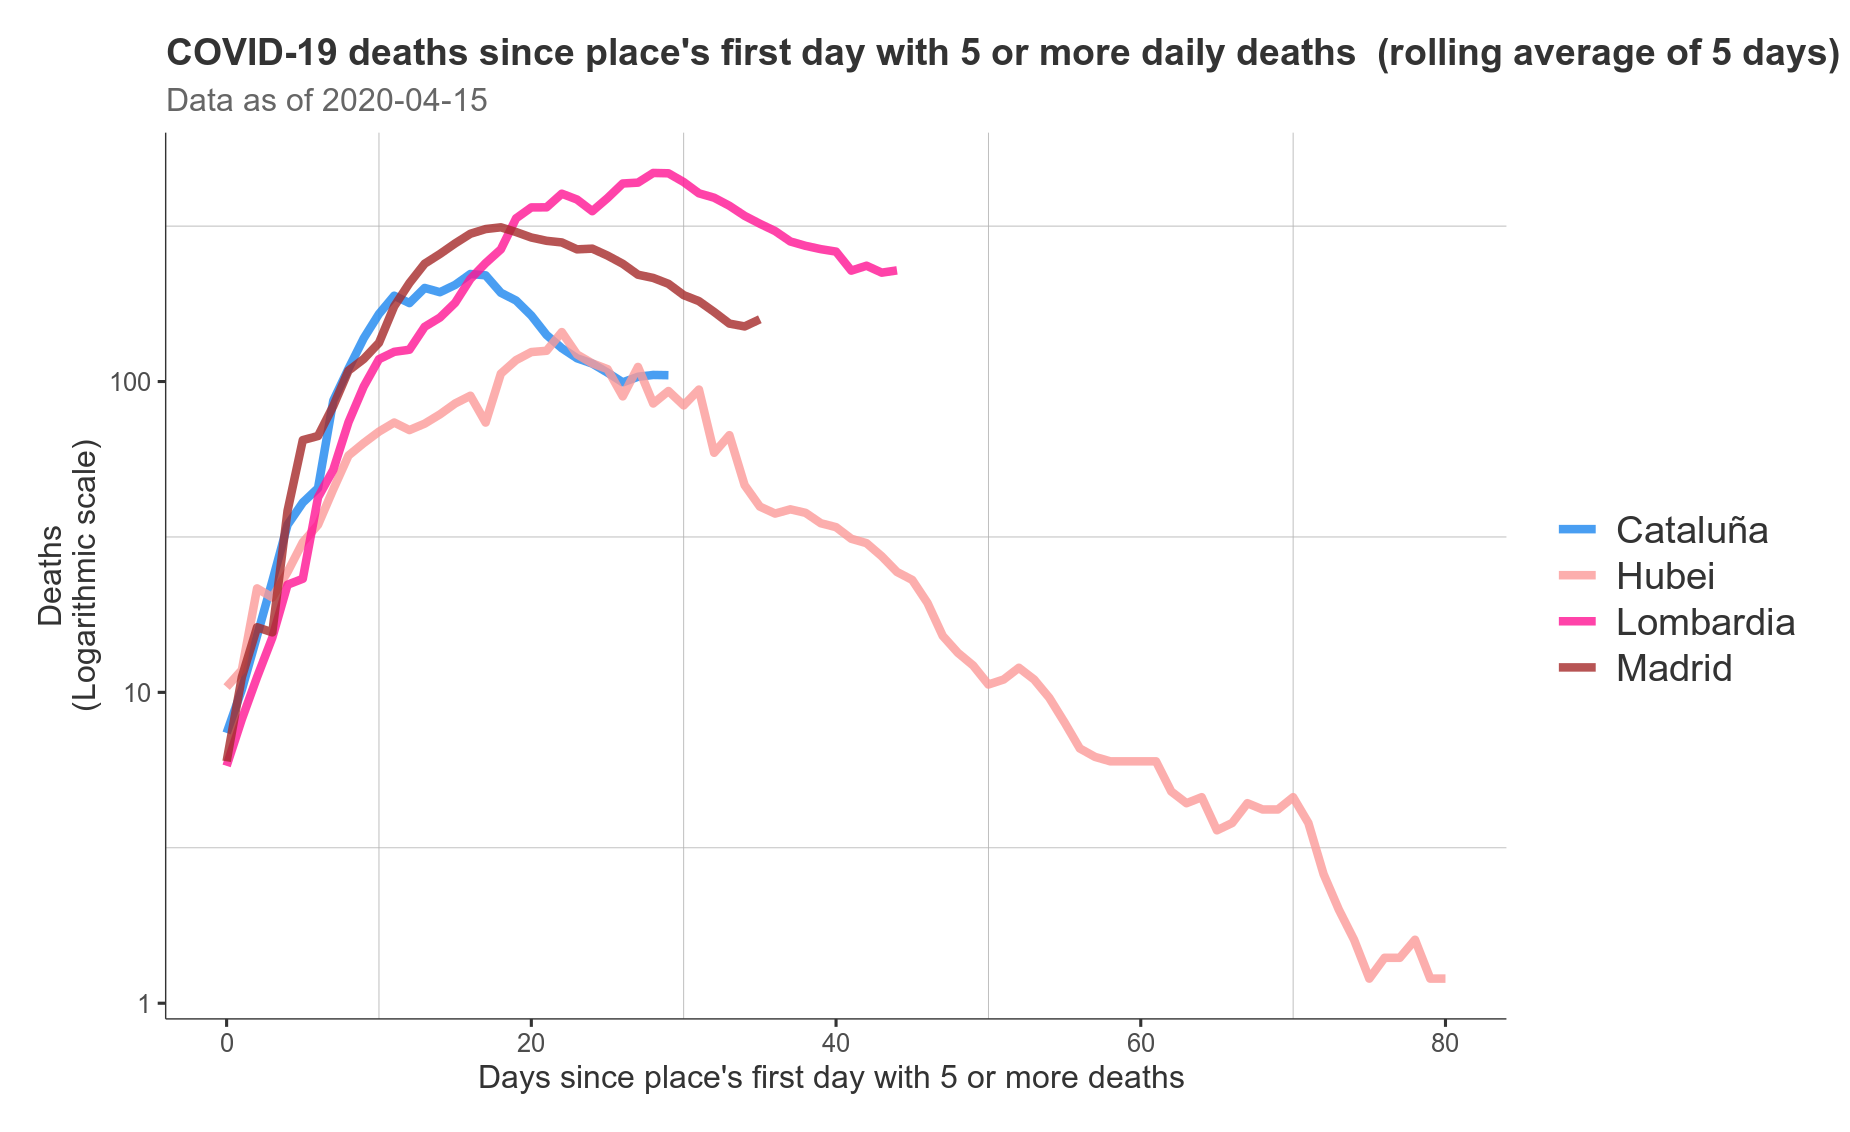 COVID-19 deaths since place's first day with 5 or more daily deaths  (rolling average of 5 days)
Data as of 2020-04-15
Deaths
(Logarithmic scale)
100
10
1
0
20
40
60
80
Days since place's first day with 5 or more deaths
Cataluña
Hubei
Lombardia
Madrid